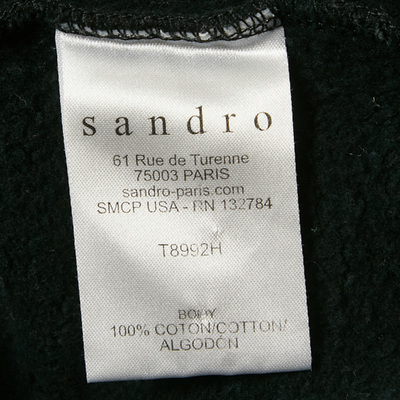 sandro
61 Rue de Turenne
75003 PARIS
sandro-paris.com
SMCP USA - RN 132784
T8992H
BODY
100% COTON/COTTON/
ALGODÓN